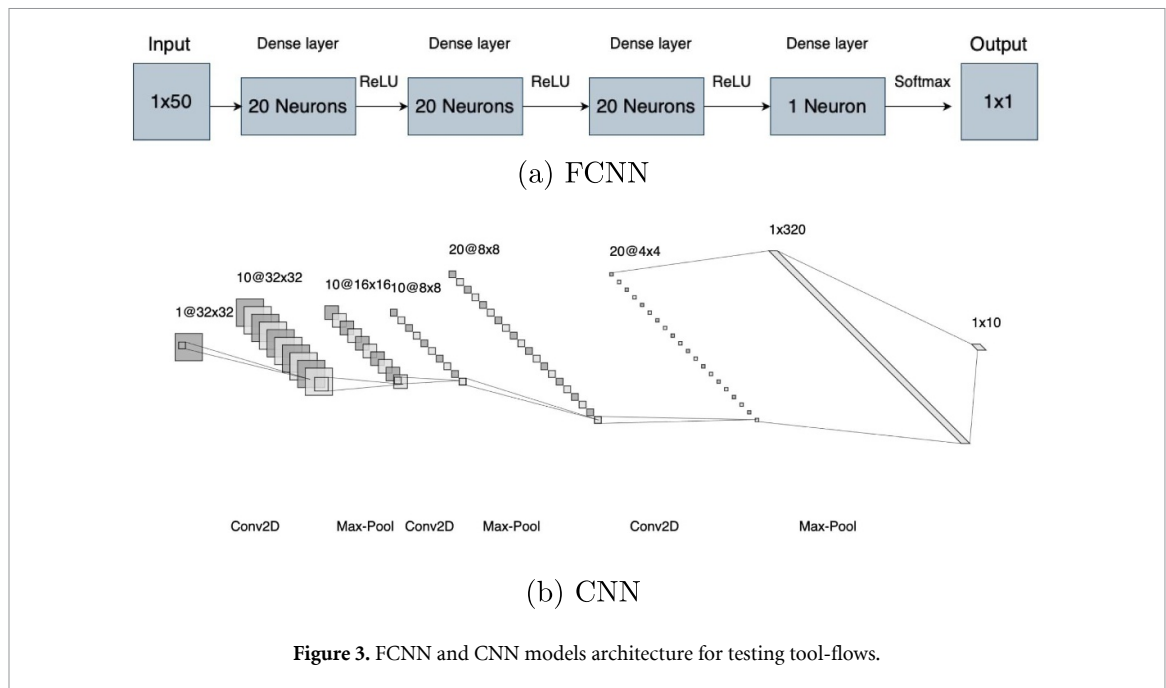 Input Dense layer Dense layer Dense layer Dense layer Output
ReLU ReLU ReLU Softmax
1x50 20 Neurons 20 Neurons 20 Neurons 1 Neuron 1x1
(a) FCNN
1x320
20@8x8 20@4x4
10@32x32 10@16x16 10@8x8
1@32x32 1x10
Conv2D Max-Pool Conv2D Max-Pool Conv2D Max-Pool
(b) CNN
Figure 3. FCNN and CNN models architecture for testing tool-flows.